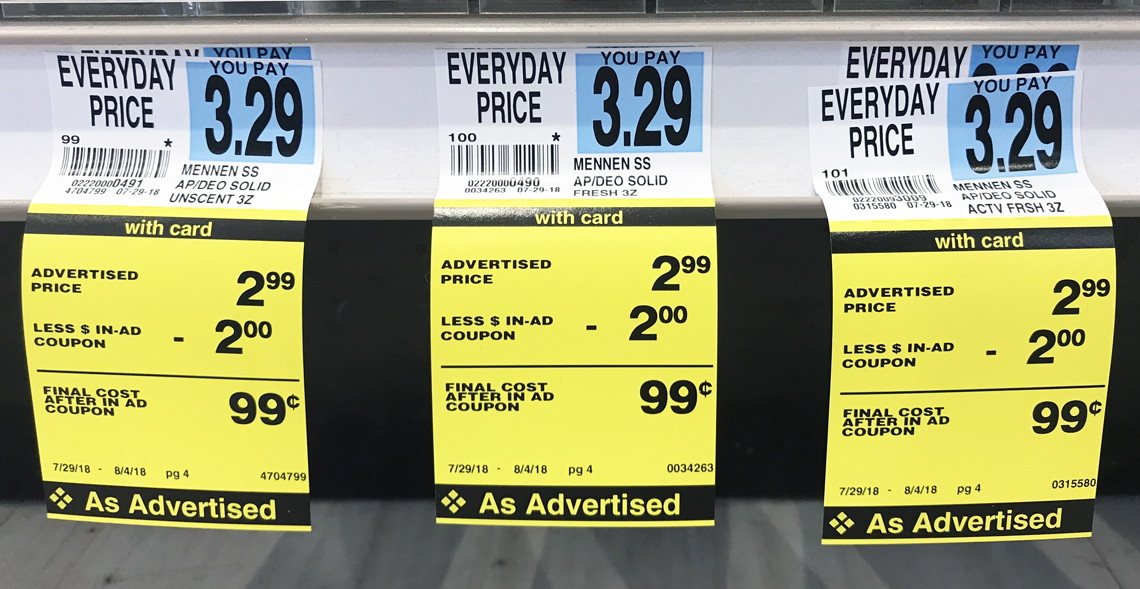 EVERYDAY
YOU PAY
EVERYDAY
PRICE
YOU PAY
3.29
99
*
02220000491
4704799 07-29-18
MENNEN SS
AP/DEO SOLID
UNSCENT 3Z
with card
ADVERTISED
PRICE
2.99
LESS $ IN-AD
COUPON
- 2.00
FINAL COST
AFTER IN AD
COUPON
99¢
7/29/18 - 8/4/18 pg 4
4704799
As Advertised
EVERYDAY
PRICE
YOU PAY
3.29
100
*
02220000490
0034263 07-29-18
MENNEN SS
AP/DEO SOLID
FRESH 3Z
with card
ADVERTISED
PRICE
2.99
LESS $ IN-AD
COUPON
- 2.00
FINAL COST
AFTER IN AD
COUPON
99¢
7/29/18 - 8/4/18 pg 4
0034263
As Advertised
EVERYDAY
YOU PAY
EVERYDAY
PRICE
YOU PAY
3.29
101
02220093009
0315580 07-29-18
MENNEN SS
AP/DEO SOLID
ACTV FRSH 3Z
with card
ADVERTISED
PRICE
2.99
LESS $ IN-AD
COUPON
- 2.00
FINAL COST
AFTER IN AD
COUPON
99¢
7/29/18 - 8/4/18 pg 4
0315580
As Advertised